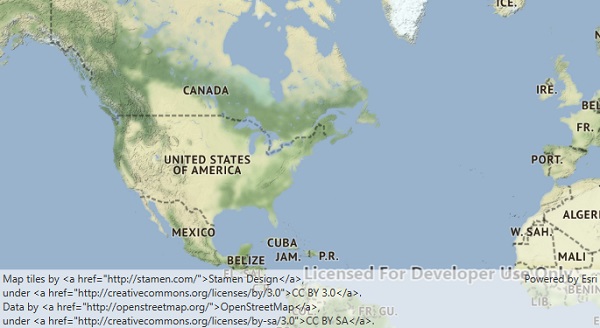 ICE.
CANADA
IRE.
BEL
FR.
UNITED STATES
OF AMERICA
PORT.
ALGERI
MEXICO
W. SAH.
CUBA
JAM.
P.R.
BELIZE
MALI
Licensed For Developer Use Only
Map tiles by <a href="http://stamen.com/">Stamen Design</a>,
Powered by Esri
under <a href="http://creativecommons.org/licenses/by/3.0">CC BY 3.0</a>.
BENIN
LIB.
Data by <a href="http://openstreetmap.org/">OpenStreetMap</a>,
FR. GU.
under <a href="http://creativecommons.org/licenses/by-sa/3.0">CC BY SA</a>.